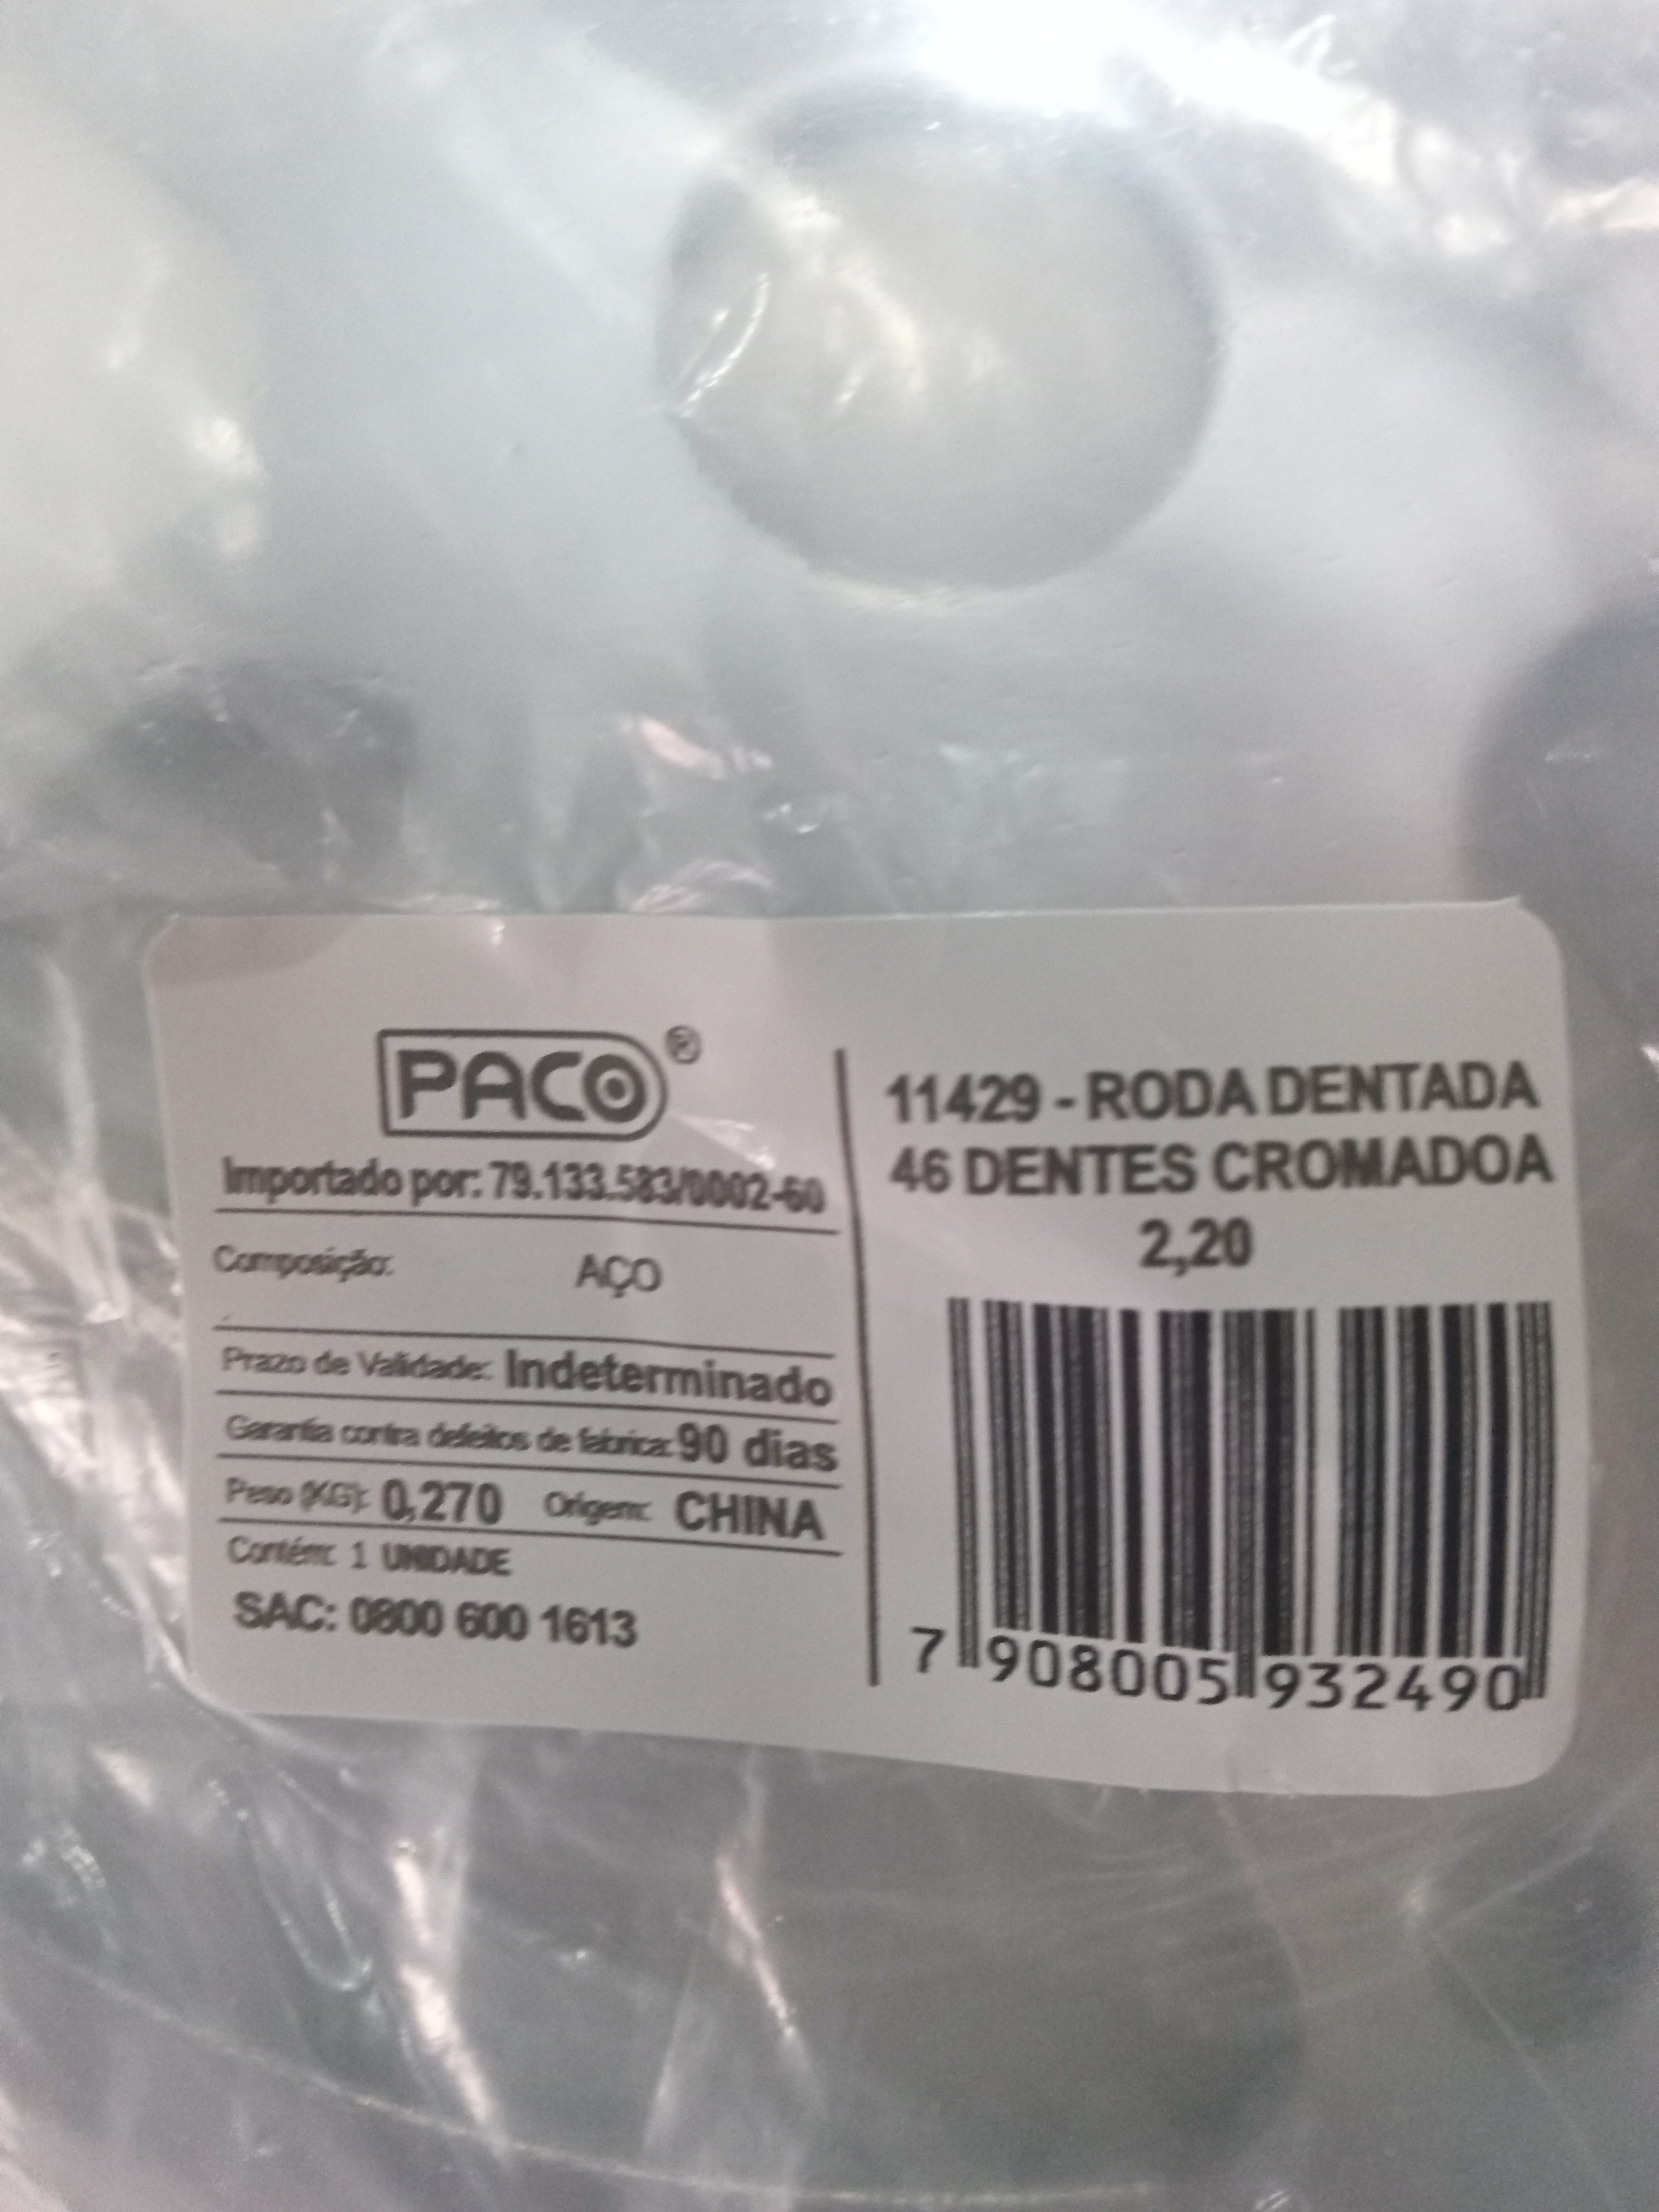 PACO®
Importado por: 79.133.583/0002-60
Composição: AÇO
Prazo de Validade: Indeterminado
Garantia contra defeitos de fabrica: 90 dias
Peso (KG): 0,270 Origem: CHINA
Contém: 1 UNIDADE
SAC: 0800 600 1613
11429 - RODA DENTADA
46 DENTES CROMADOA
2,20
7 908005 932490